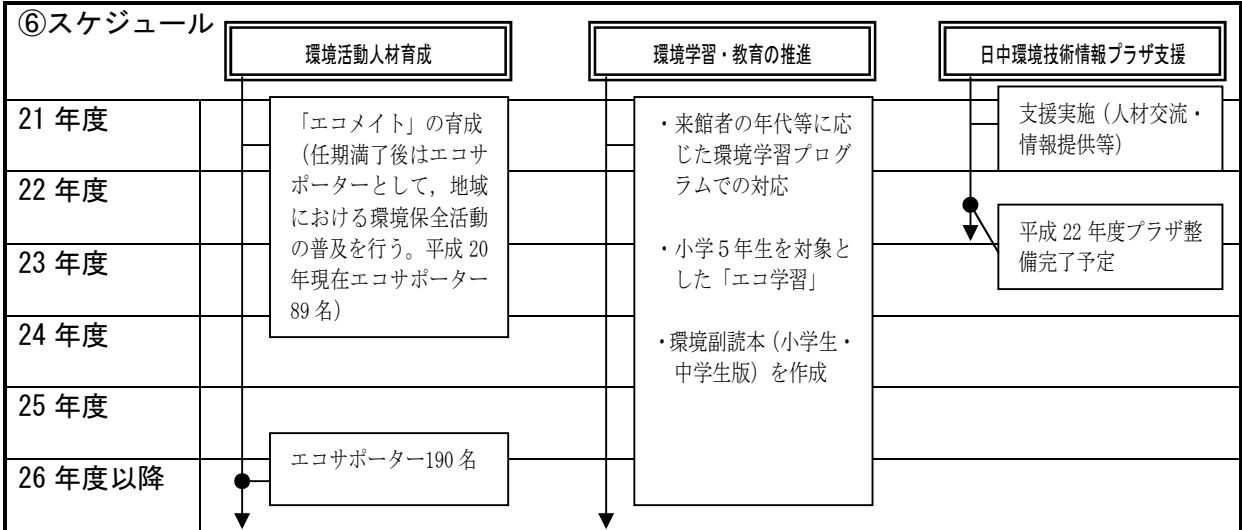 ⑥スケジュール
環境活動人材育成
環境学習・教育の推進
日中環境技術情報プラザ支援
21 年度
22 年度
23 年度
24 年度
25 年度
26 年度以降
「エコメイト」の育成
（任期満了後はエコサ
ポーターとして，地域
における環境保全活動
の普及を行う。平成 20
年現在エコサポーター
89 名）
エコサポーター190 名
・来館者の年代等に応
じた環境学習プログ
ラムでの対応
・小学５年生を対象と
した「エコ学習」
・環境副読本（小学生・
中学生版）を作成
支援実施（人材交流・
情報提供等）
平成 22 年度プラザ整
備完了予定